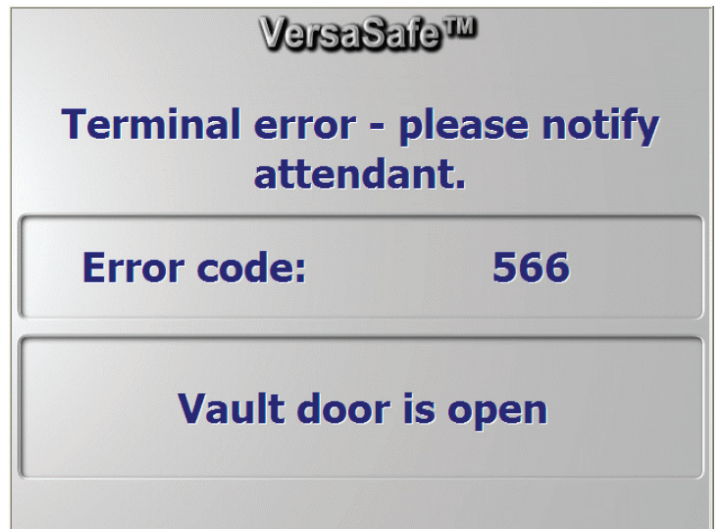 VersaSafe™
Terminal error - please notify
attendant.
Error code: 566
Vault door is open